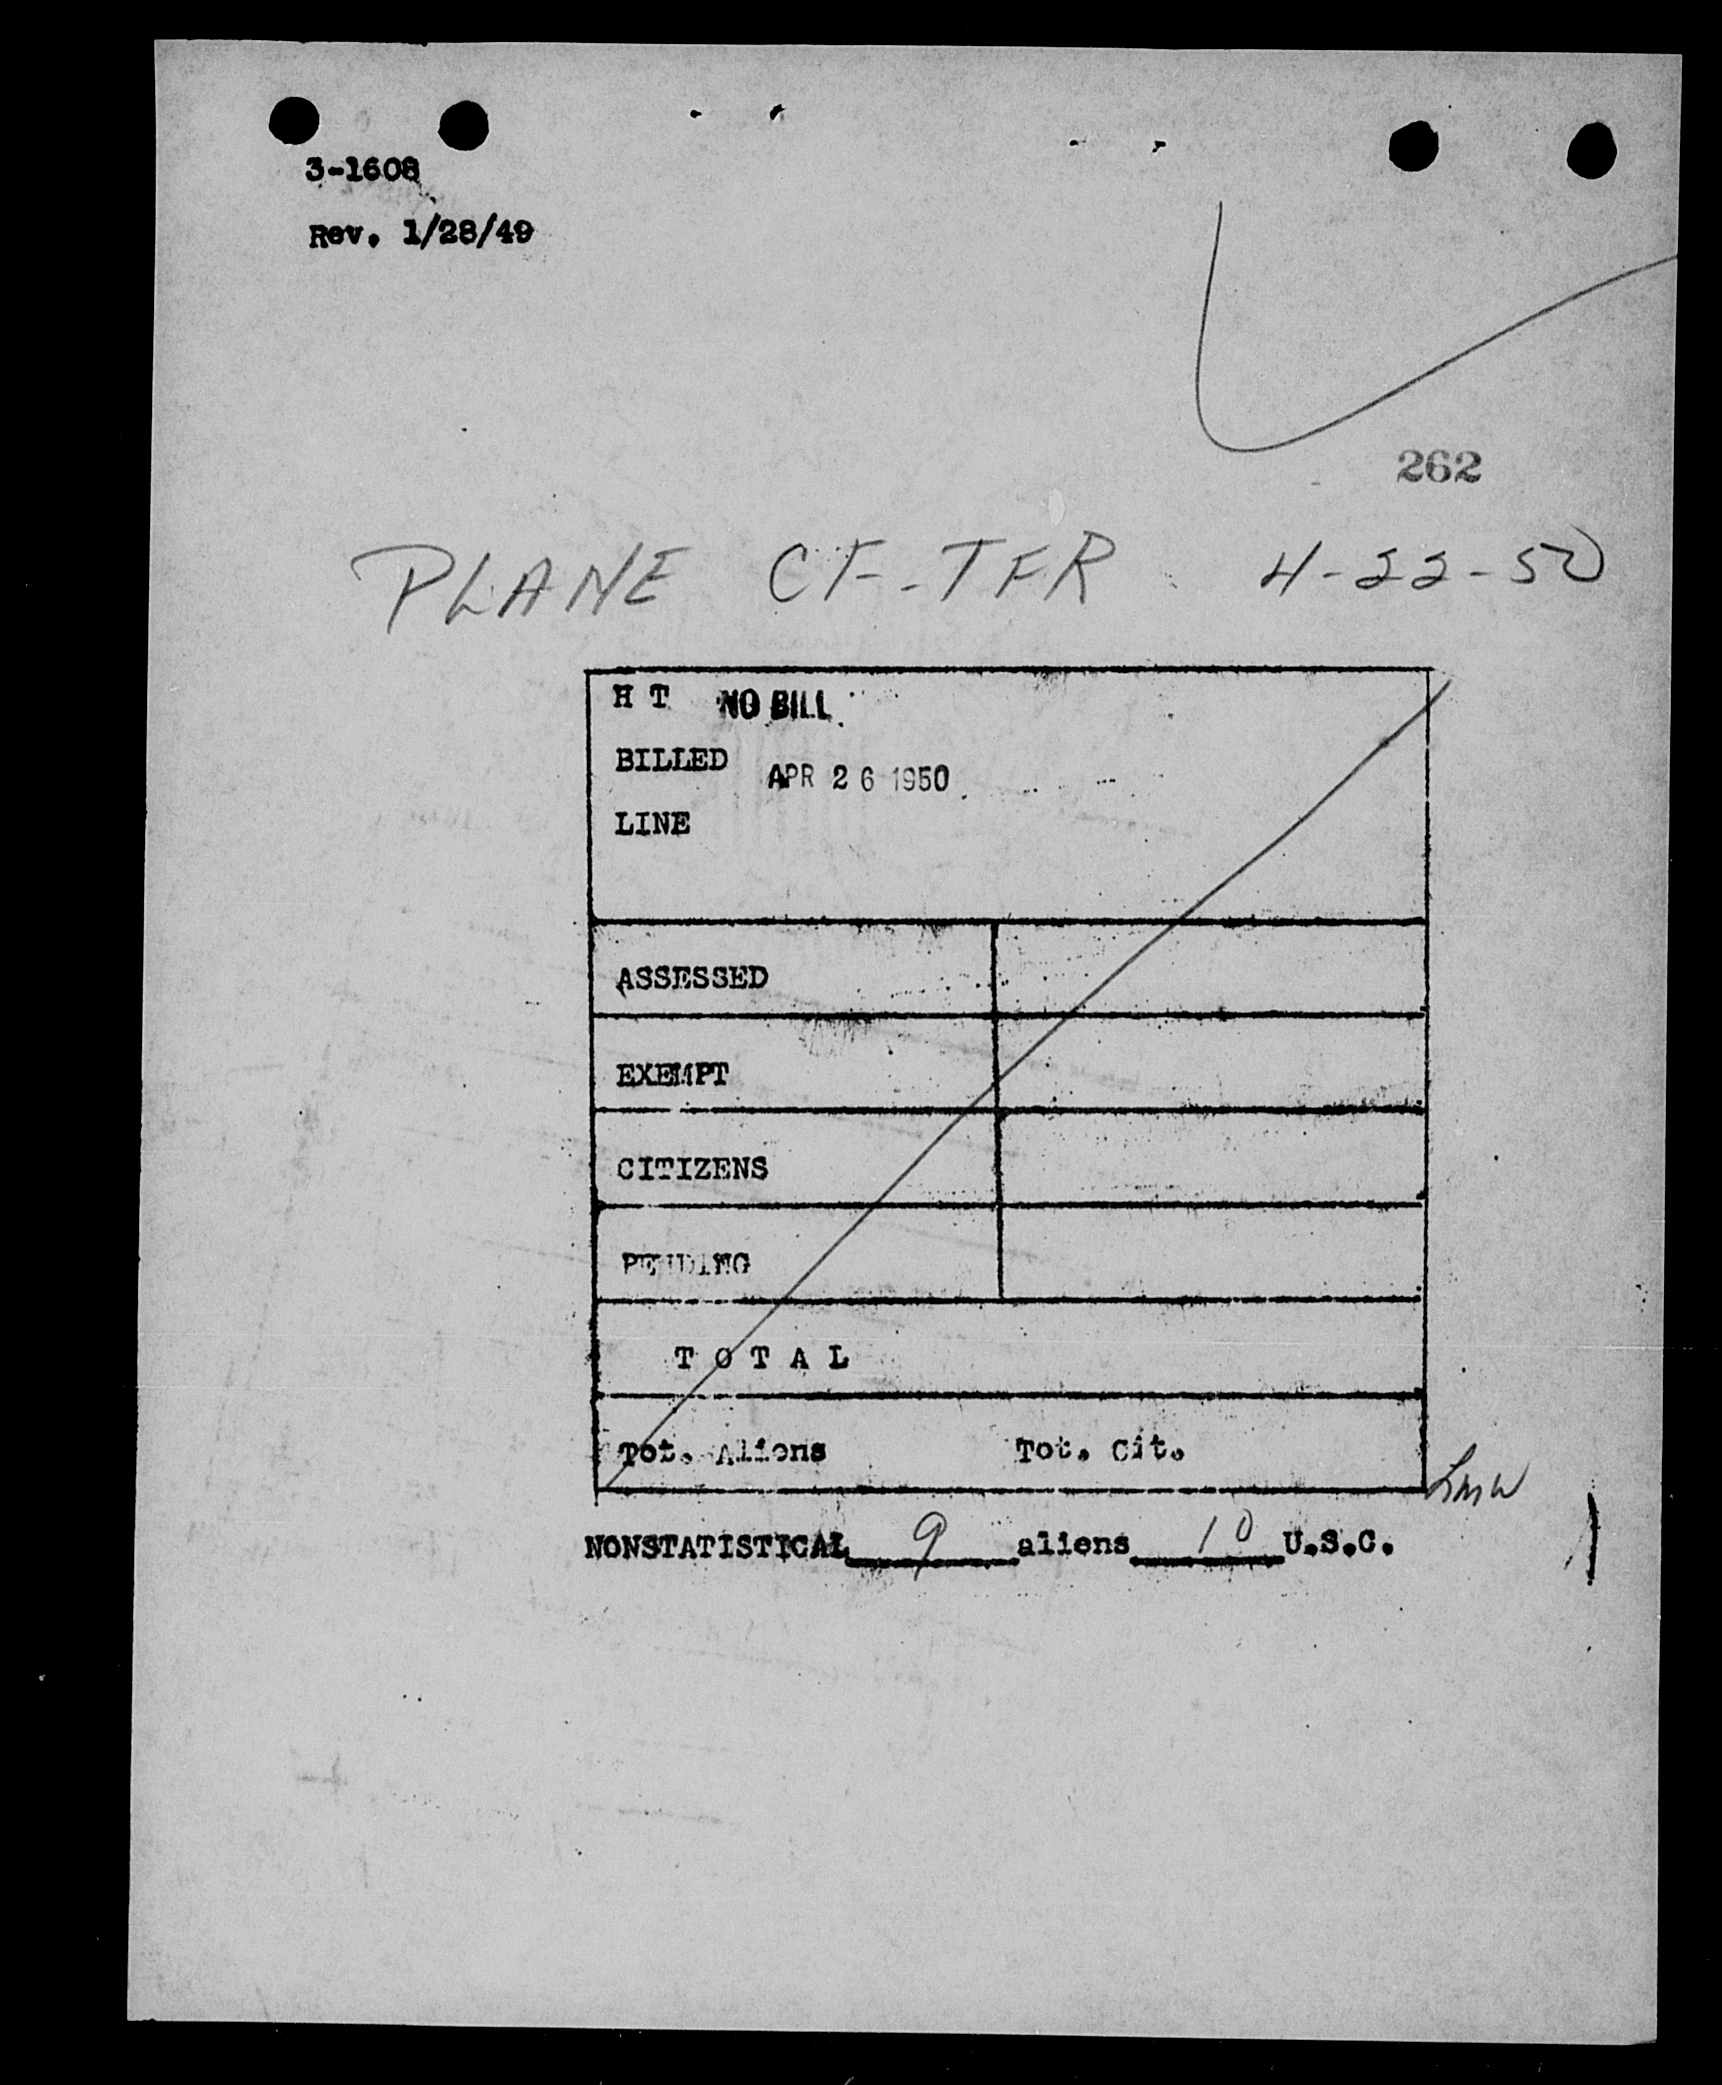 3-1608
Rev. 1/28/49
262
PLANE CF-TFR 4-22-50
H T NO BILL
BILLED APR 26 1950
LINE
ASSESSED
EXEMPT
CITIZENS
PENDING
T O T A L
Tot. Aliens Tot. Cit.
NONSTATISTICAL 9 aliens 10 U.S.C.